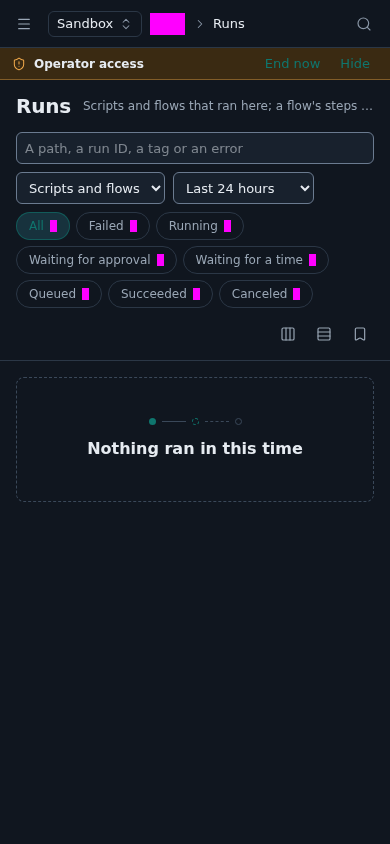 Sandbox > Runs
Operator access End now Hide
Runs Scripts and flows that ran here; a flow's steps ...
A path, a run ID, a tag or an error
Scripts and flows Last 24 hours
All Failed Running
Waiting for approval Waiting for a time
Queued Succeeded Canceled
Nothing ran in this time